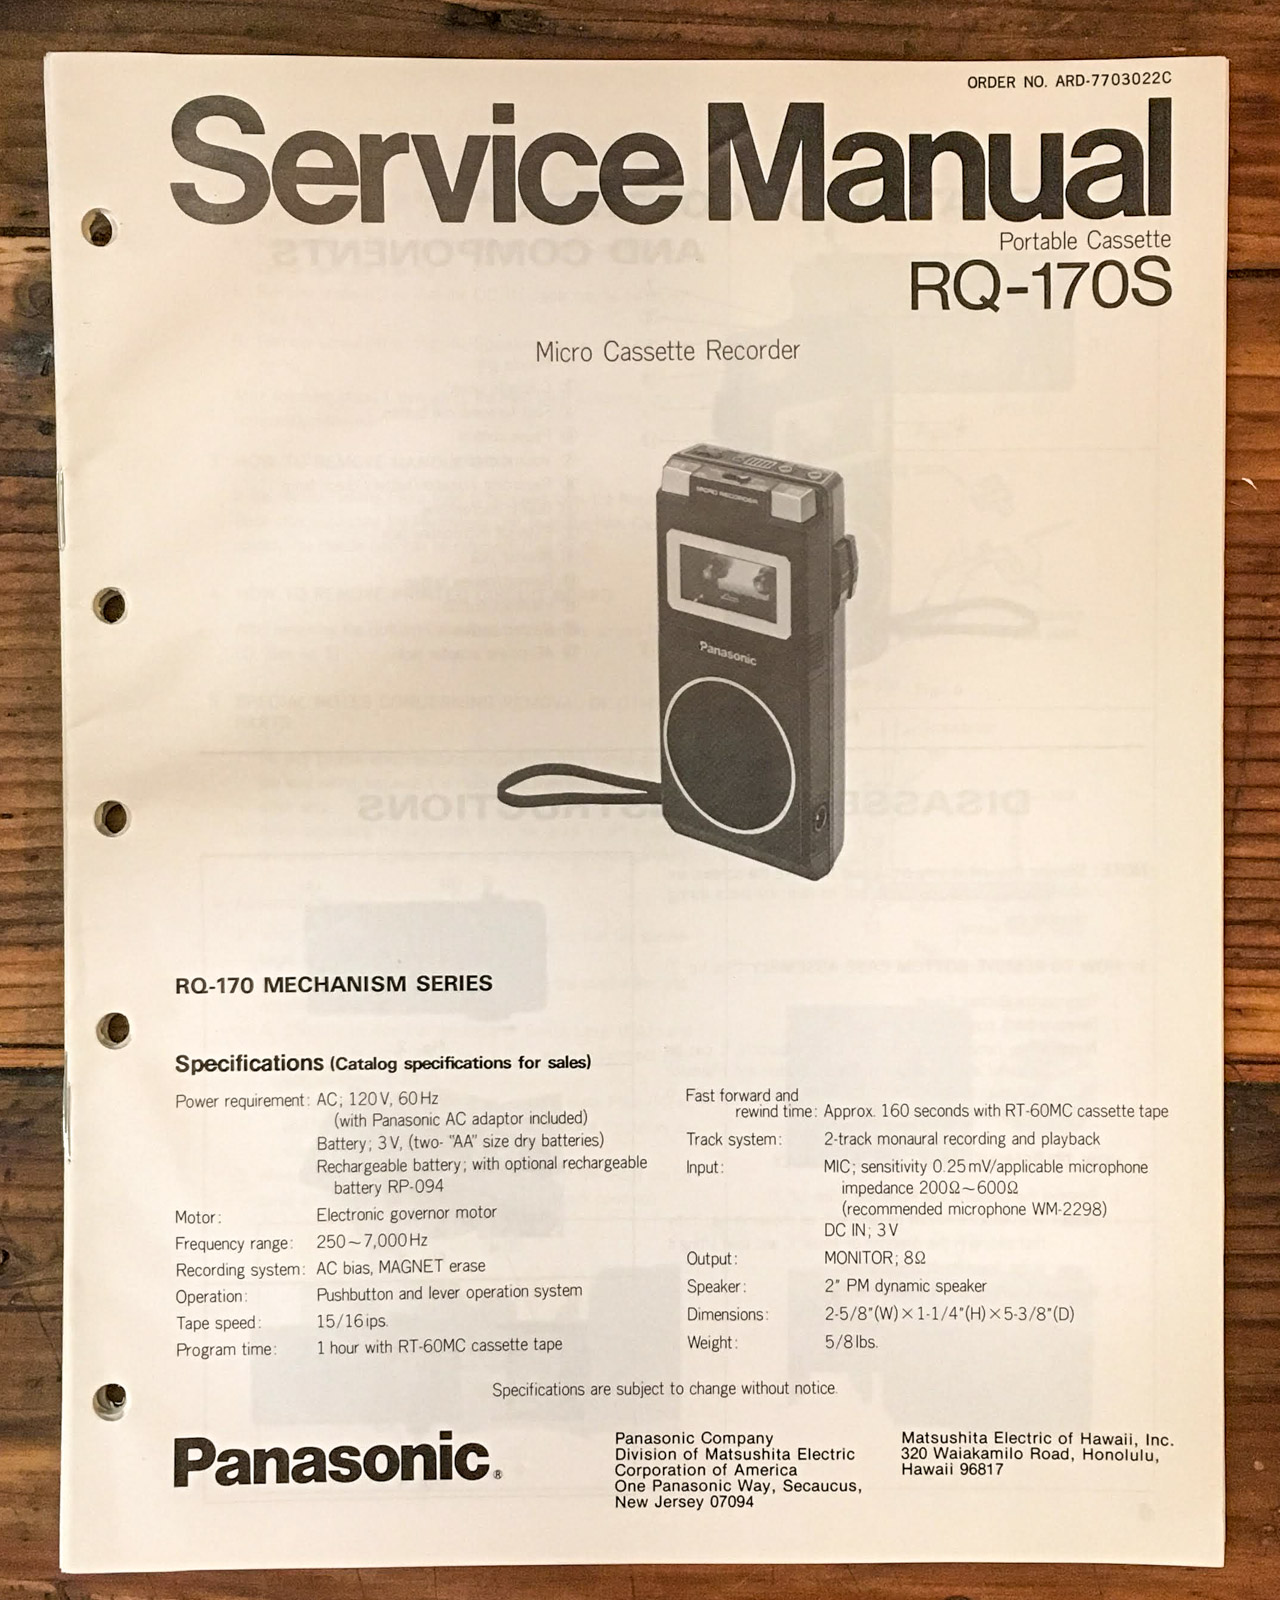 ORDER NO. ARD-7703022C
Service Manual
Portable Cassette
RQ-170S
Micro Cassette Recorder
MICRO RECORDER
Panasonic
RQ-170 MECHANISM SERIES
Specifications (Catalog specifications for sales)
Power requirement: AC; 120V, 60Hz
(with Panasonic AC adaptor included)
Battery; 3V, (two- "AA" size dry batteries)
Rechargeable battery; with optional rechargeable
battery RP-094
Motor: Electronic governor motor
Frequency range: 250~7,000Hz
Recording system: AC bias, MAGNET erase
Operation: Pushbutton and lever operation system
Tape speed: 15/16ips.
Program time: 1 hour with RT-60MC cassette tape
Fast forward and
rewind time: Approx. 160 seconds with RT-60MC cassette tape
Track system: 2-track monaural recording and playback
Input: MIC; sensitivity 0.25mV/applicable microphone
impedance 200Ω~600Ω
(recommended microphone WM-2298)
DC IN; 3V
Output: MONITOR; 8Ω
Speaker: 2" PM dynamic speaker
Dimensions: 2-5/8"(W)×1-1/4"(H)×5-3/8"(D)
Weight: 5/8lbs.
Specifications are subject to change without notice.
Panasonic®
Panasonic Company
Division of Matsushita Electric
Corporation of America
One Panasonic Way, Secaucus,
New Jersey 07094
Matsushita Electric of Hawaii, Inc.
320 Waiakamilo Road, Honolulu,
Hawaii 96817